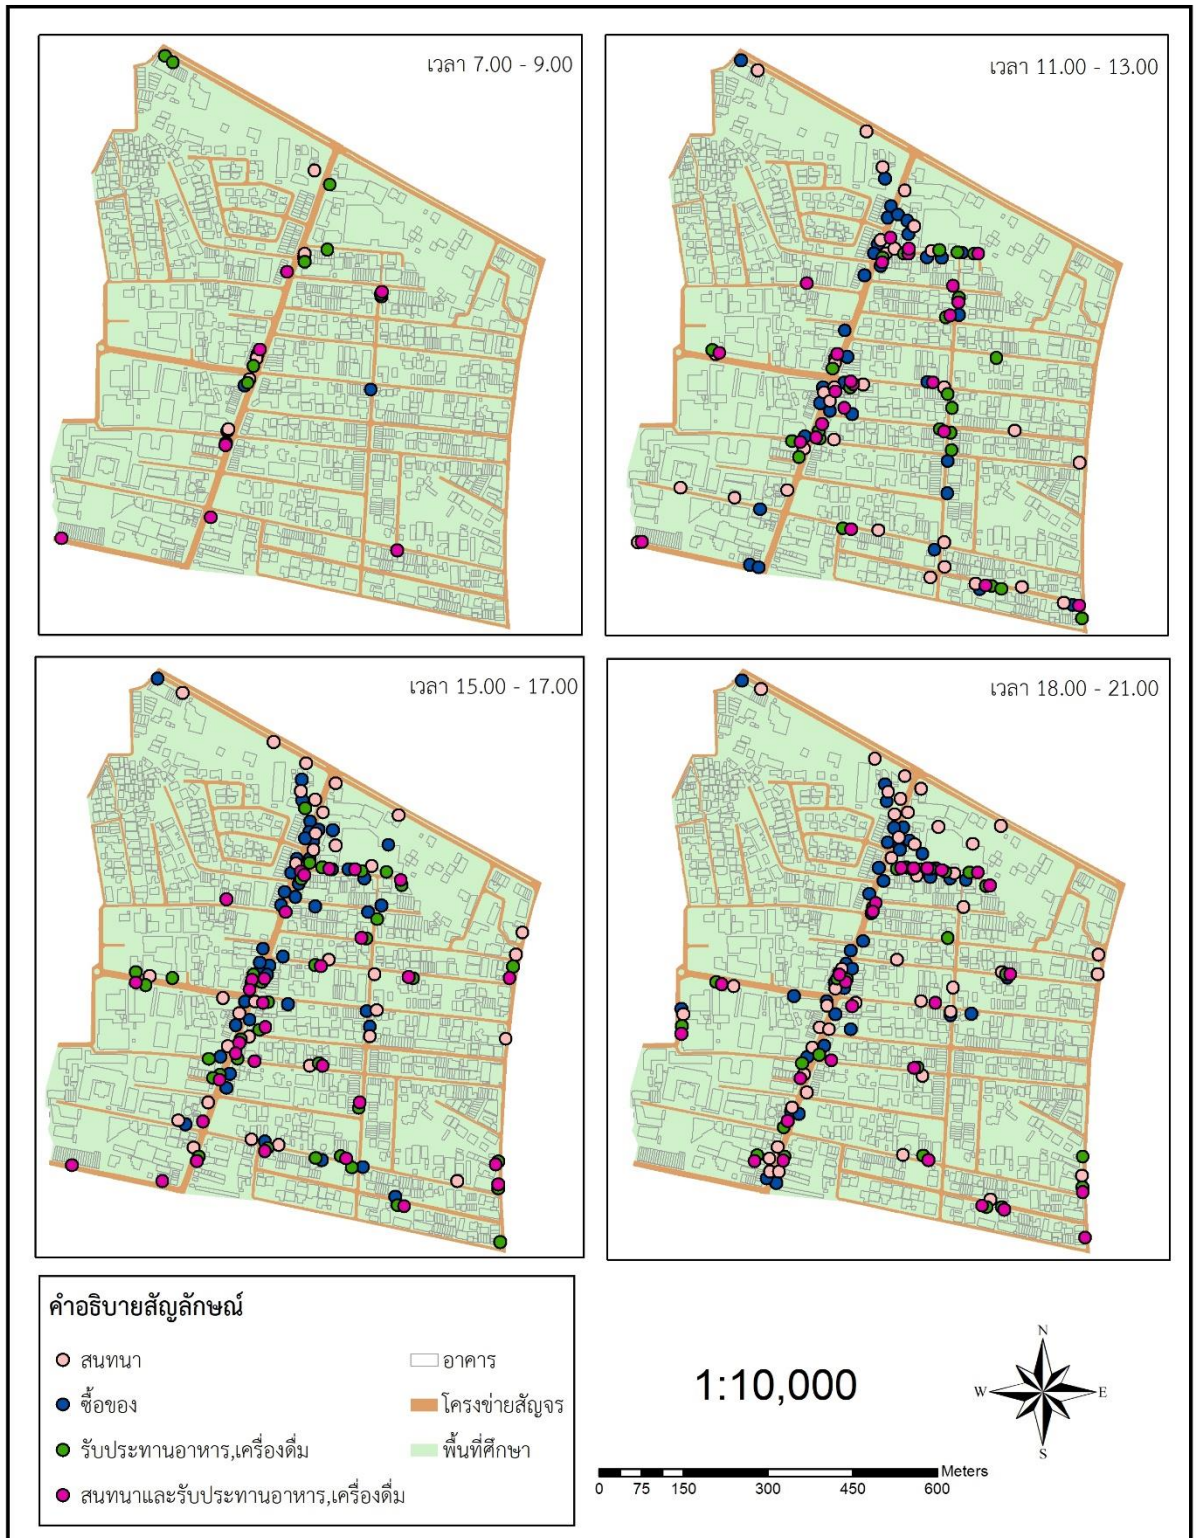 เวลา 7.00 - 9.00
เวลา 11.00 - 13.00
เวลา 15.00 - 17.00
เวลา 18.00 - 21.00
คำอธิบายสัญลักษณ์
สนทนา
ซื้อของ
รับประทานอาหาร,เครื่องดื่ม
สนทนาและรับประทานอาหาร,เครื่องดื่ม
อาคาร
โครงข่ายสัญจร
พื้นที่ศึกษา
1:10,000
N
W E
S
Meters
0 75 150 300 450 600